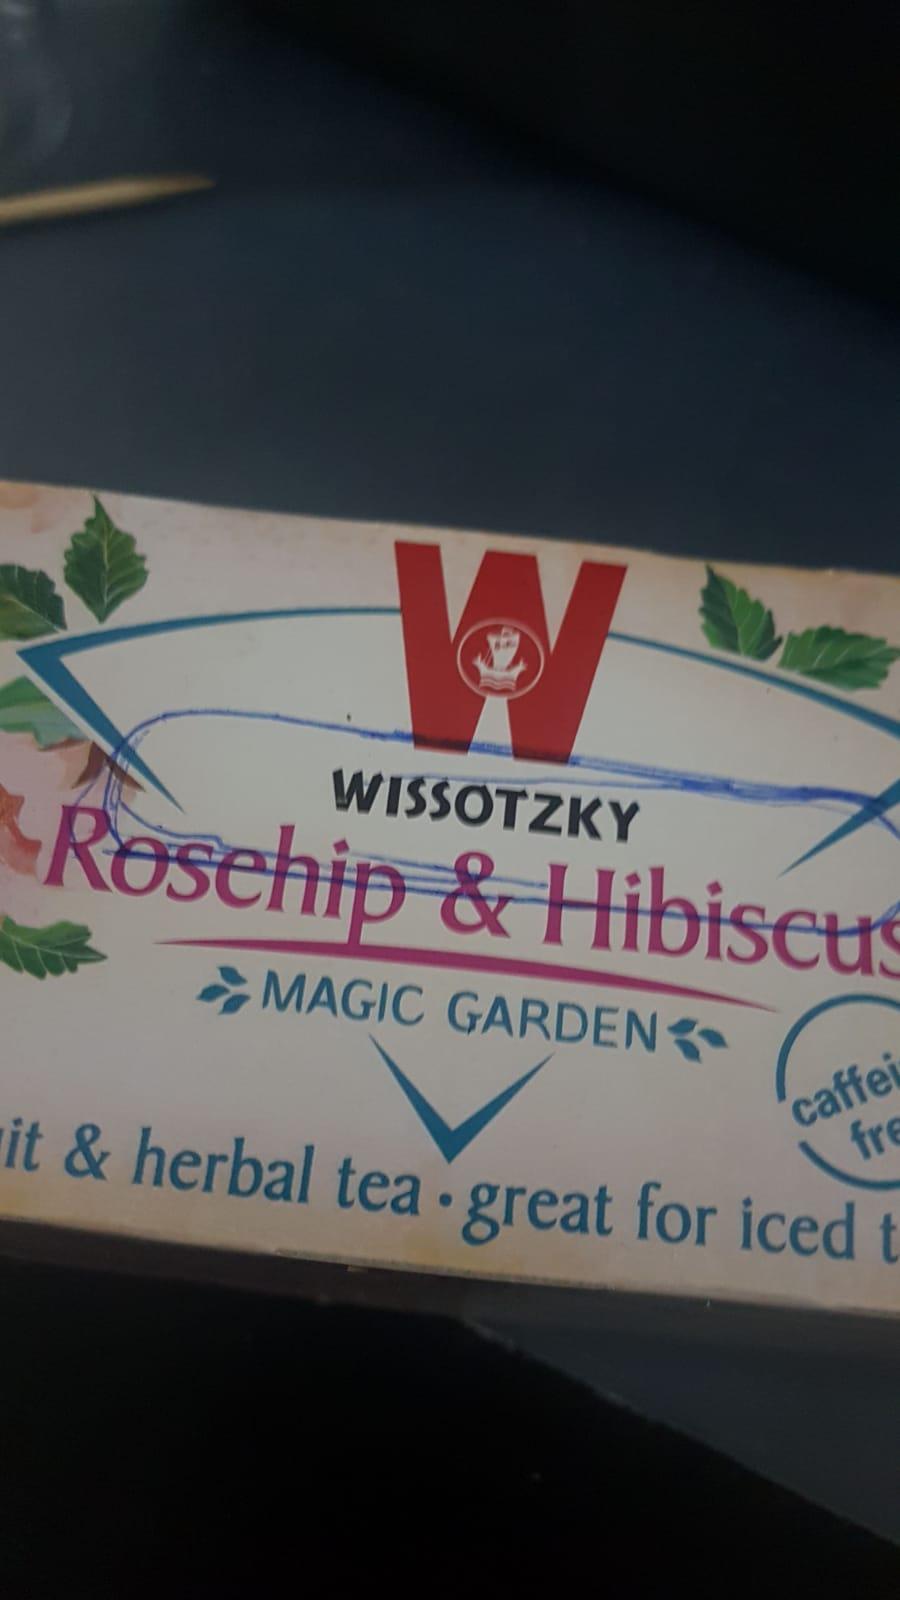 W
WISSOTZKY
Rosehip & Hibiscus
MAGIC GARDEN
& herbal tea • great for iced